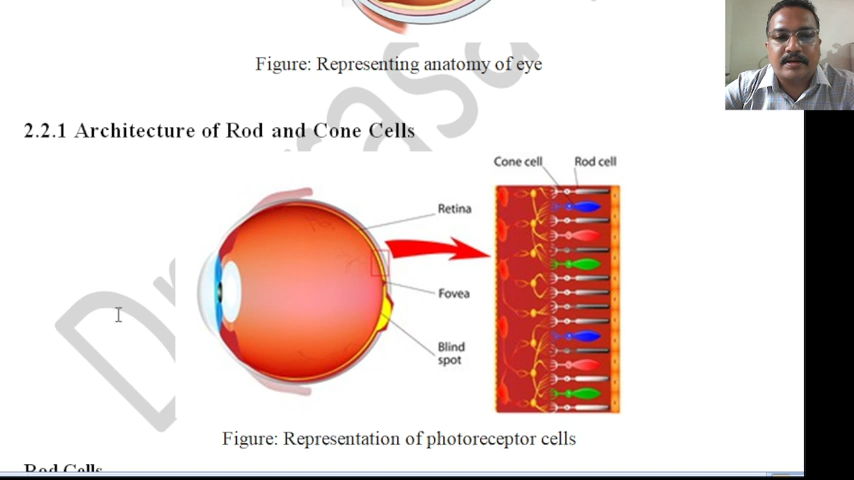 Figure: Representing anatomy of eye
2.2.1 Architecture of Rod and Cone Cells
Cone cell
Rod cell
Retina
Fovea
Blind
spot
Figure: Representation of photoreceptor cells
Rod Cells